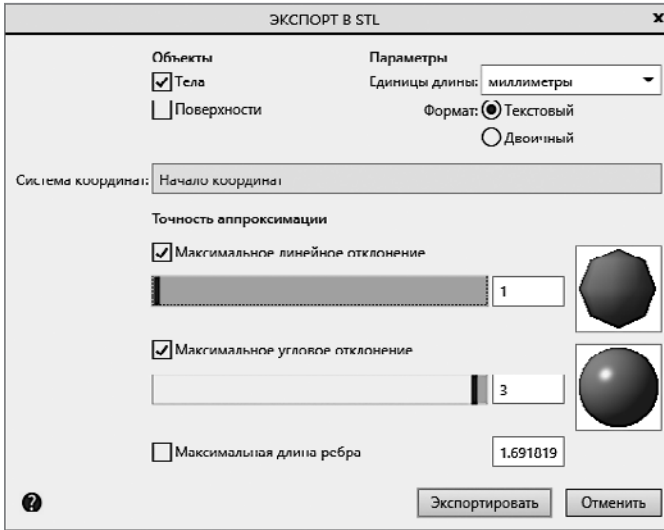 ЭКСПОРТ В STL x
Объекты Параметры
Тела Единицы длины: миллиметры
Поверхности Формат: Текстовый
Двоичный
Система координат: Начало координат
Точность аппроксимации
Максимальное линейное отклонение
1
Максимальное угловое отклонение
3
Максимальная длина ребра 1.691819
? Экспортировать Отменить